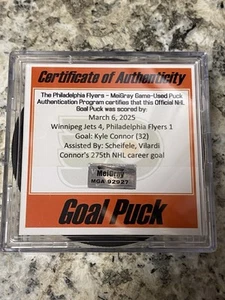 Certificate of Authenticity
The Philadelphia Flyers - MeiGray Game-Used Puck
Authentication Program certifies that this Official NHL
Goal Puck was scored by:
March 6, 2025
Winnipeg Jets 4, Philadelphia Flyers 1
Goal: Kyle Connor (32)
Assisted By: Scheifele, Vilardi
Connor's 275th NHL career goal
MeiGray
MGA 92927
Goal Puck